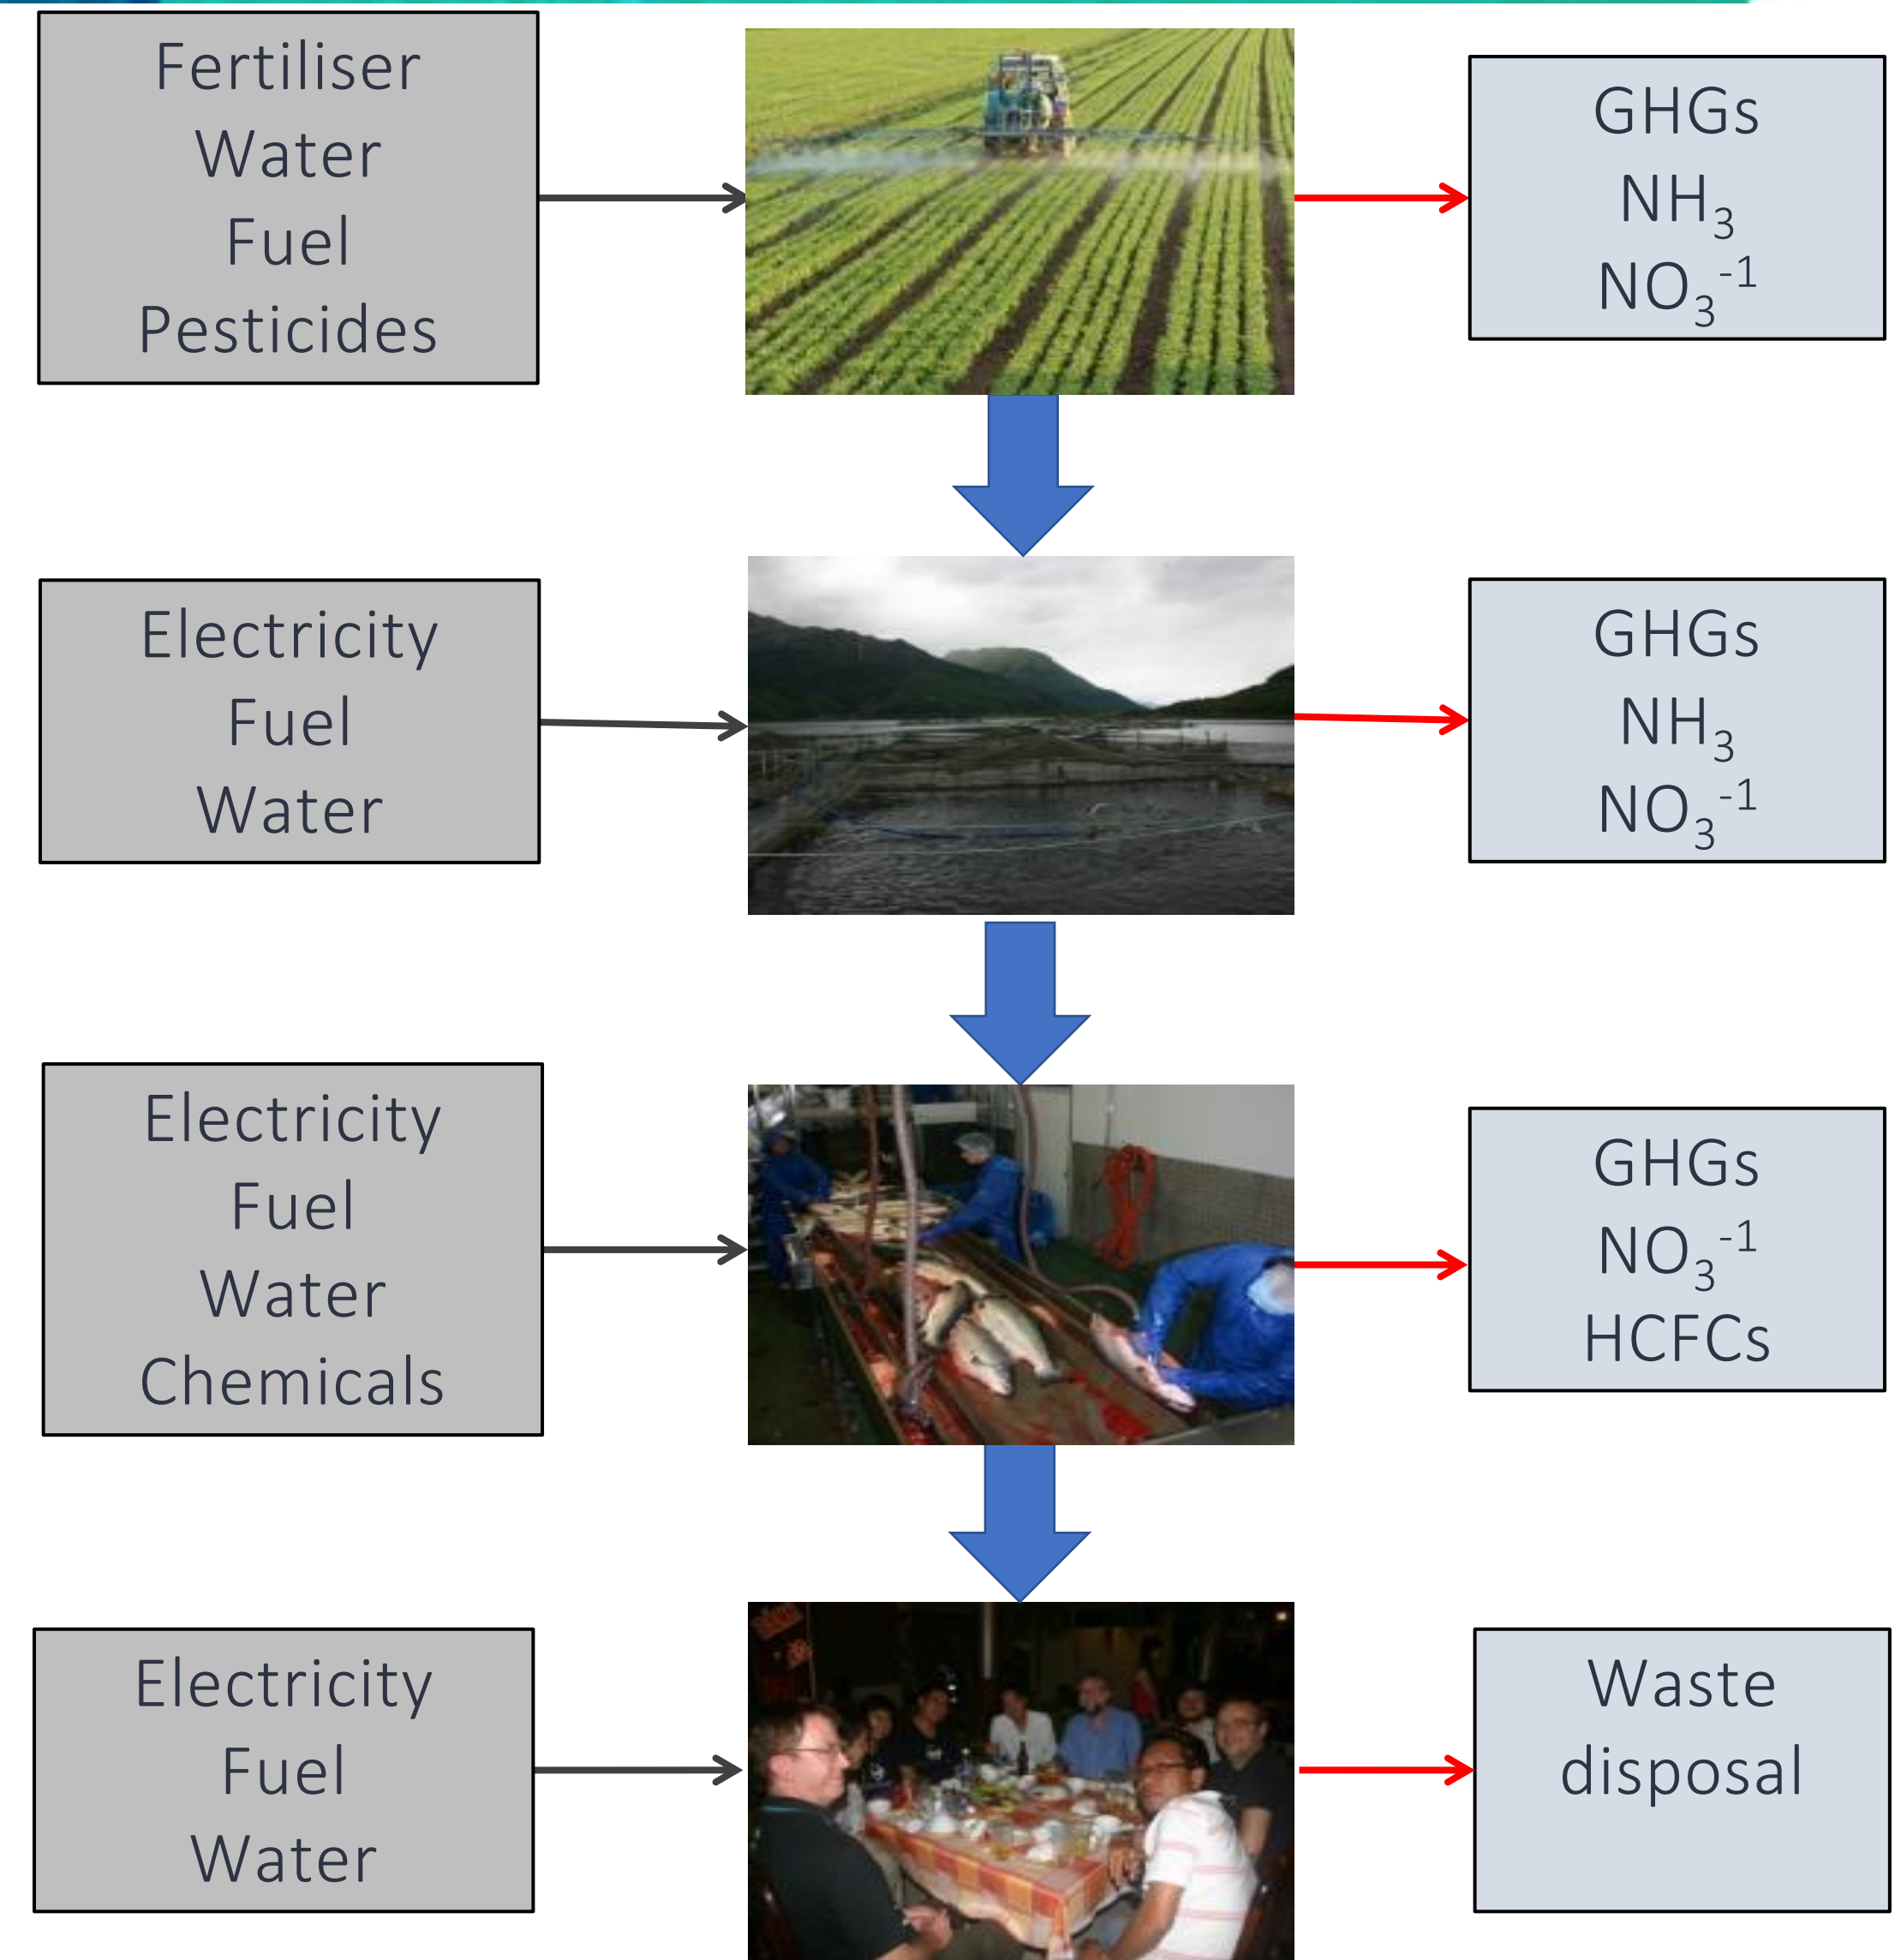 Fertiliser
Water
Fuel
Pesticides
GHGs
NH₃
NO₃⁻¹
Electricity
Fuel
Water
GHGs
NH₃
NO₃⁻¹
Electricity
Fuel
Water
Chemicals
GHGs
NO₃⁻¹
HCFCs
Electricity
Fuel
Water
Waste
disposal